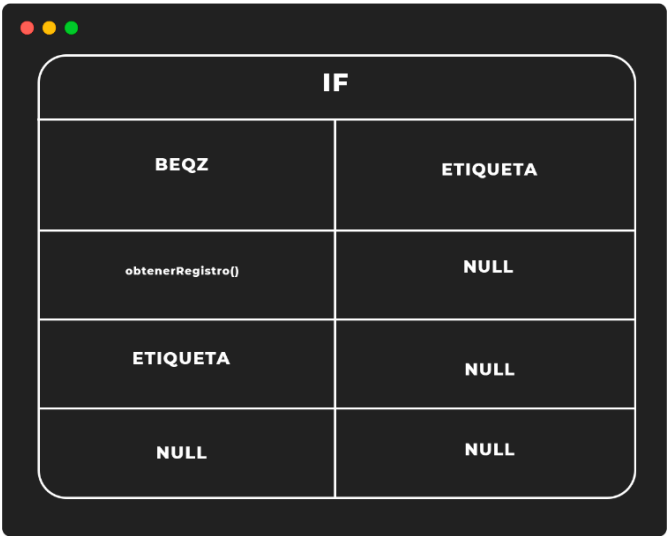 IF
BEQZ
ETIQUETA
obtenerRegistro()
NULL
ETIQUETA
NULL
NULL
NULL